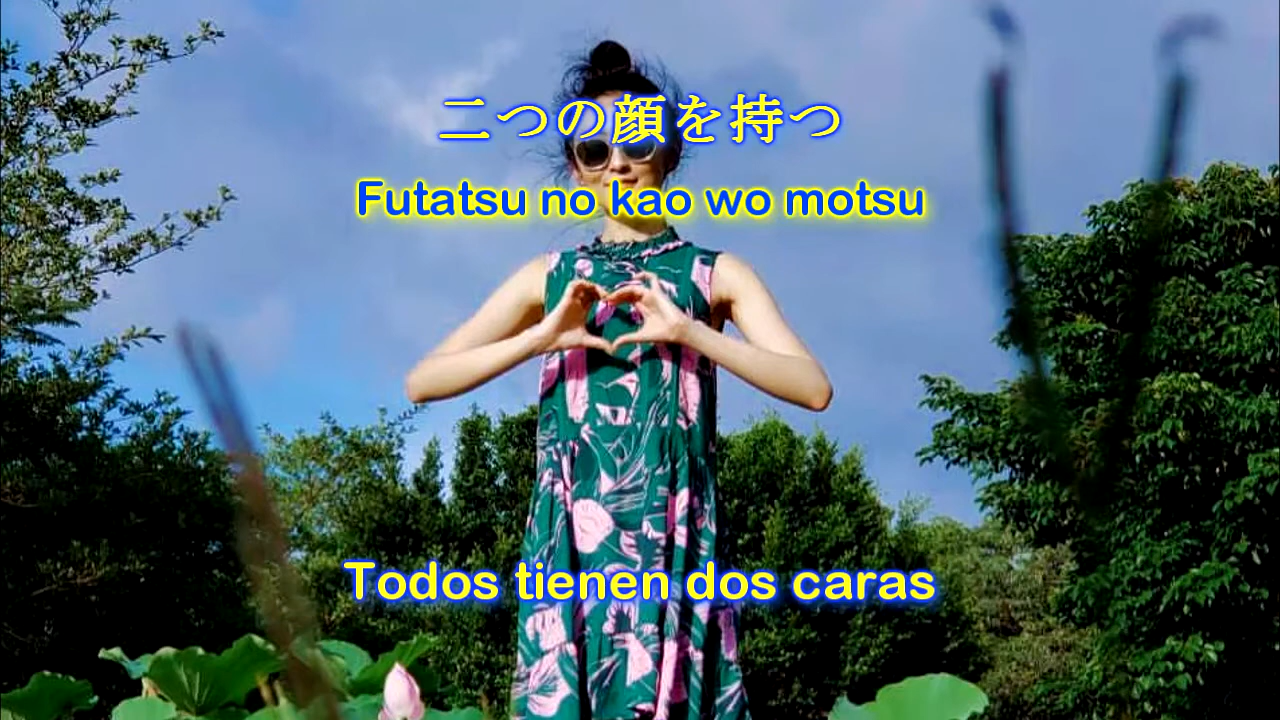 二つの顔を持つ
Futatsu no kao wo motsu
Todos tienen dos caras